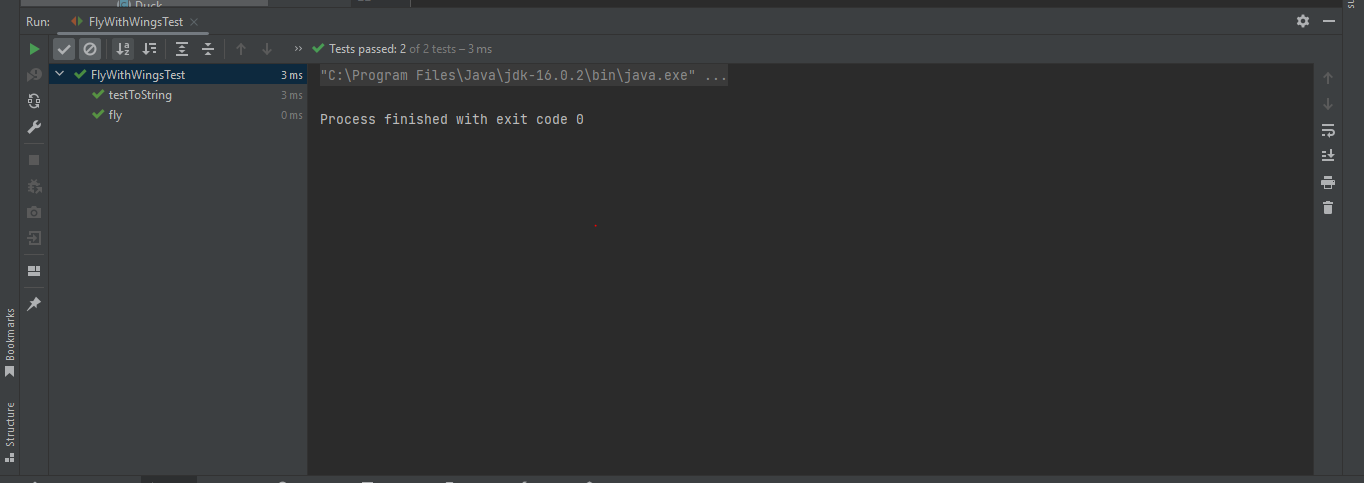 Duck
Run: FlyWithWingsTest
Tests passed: 2 of 2 tests – 3 ms
FlyWithWingsTest 3 ms
testToString 3 ms
fly 0 ms
"C:\Program Files\Java\jdk-16.0.2\bin\java.exe" ...
Process finished with exit code 0
Bookmarks
Structure